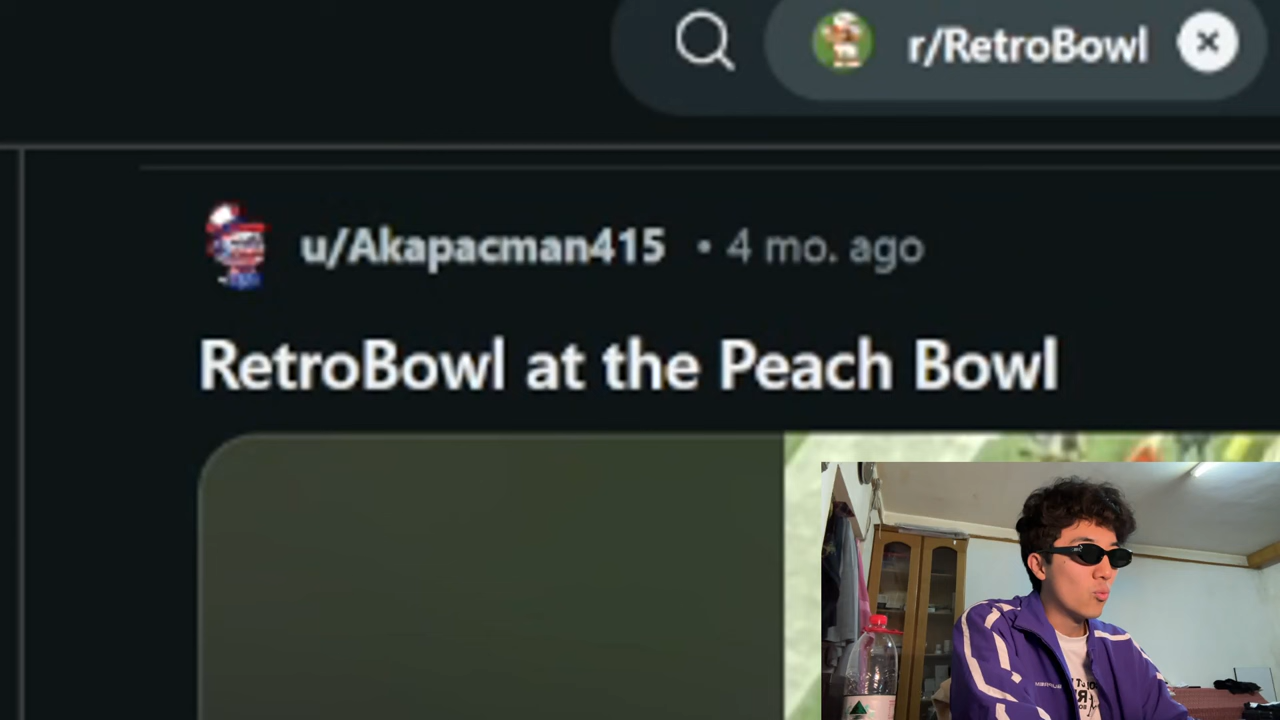 r/RetroBowl
u/Akapacman415 • 4 mo. ago
RetroBowl at the Peach Bowl